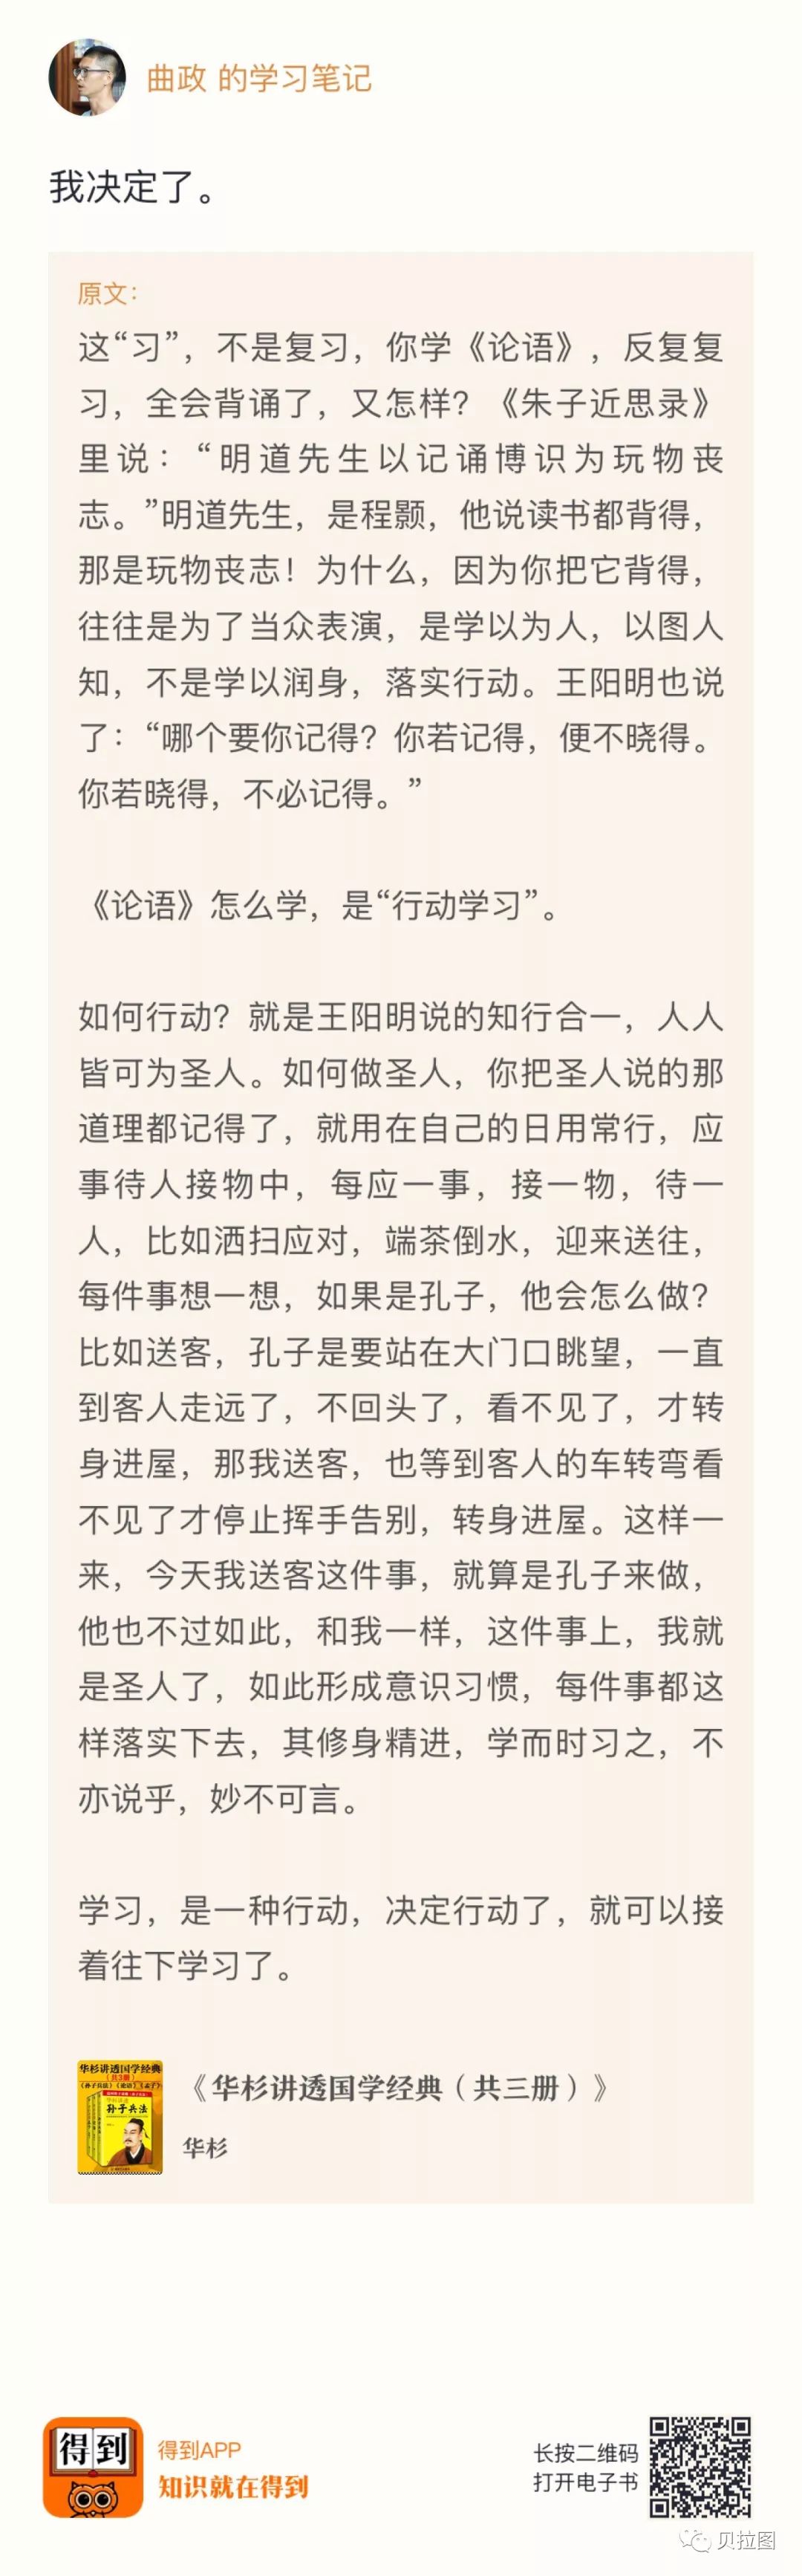 曲政 的学习笔记
我决定了。
原文：
这“习”，不是复习，你学《论语》，反复复
习，全会背诵了，又怎样？《朱子近思录》
里说：“明道先生以记诵博识为玩物丧
志。”明道先生，是程颢，他说读书都背得，
那是玩物丧志！为什么，因为你把它背得，
往往是为了当众表演，是学以为人，以图人
知，不是学以润身，落实行动。王阳明也说
了：“哪个要你记得？你若记得，便不晓得。
你若晓得，不必记得。”
《论语》怎么学，是“行动学习”。
如何行动？就是王阳明说的知行合一，人人
皆可为圣人。如何做圣人，你把圣人说的那
道理都记得了，就用在自己的日用常行，应
事待人接物中，每应一事，接一物，待一
人，比如洒扫应对，端茶倒水，迎来送往，
每件事想一想，如果是孔子，他会怎么做？
比如送客，孔子是要站在大门口眺望，一直
到客人走远了，不回头了，看不见了，才转
身进屋，那我送客，也等到客人的车转弯看
不见了才停止挥手告别，转身进屋。这样一
来，今天我送客这件事，就算是孔子来做，
他也不过如此，和我一样，这件事上，我就
是圣人了，如此形成意识习惯，每件事都这
样落实下去，其修身精进，学而时习之，不
亦说乎，妙不可言。
学习，是一种行动，决定行动了，就可以接
着往下学习了。
华杉讲透国学经典
（共3册）
《孙子兵法》《论语》《孟子》
孙子兵法
《华杉讲透国学经典（共三册）》
华杉
得到
得到APP
知识就在得到
长按二维码
打开电子书
贝拉图